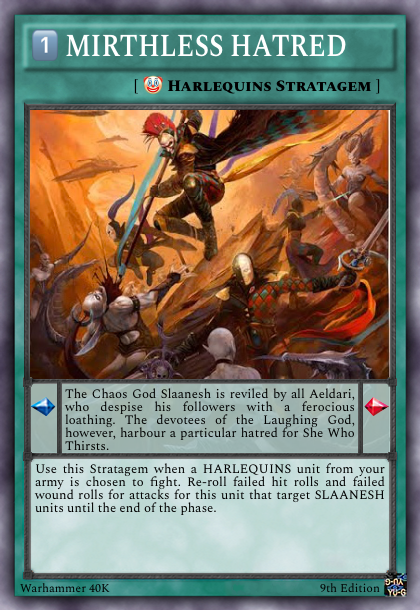 1 MIRTHLESS HATRED
[ 🤡 HARLEQUINS STRATAGEM ]
The Chaos God Slaanesh is reviled by all Aeldari,
who despise his followers with a ferocious
loathing. The devotees of the Laughing God,
however, harbour a particular hatred for She Who
Thirsts.
Use this Stratagem when a HARLEQUINS unit from your
army is chosen to fight. Re-roll failed hit rolls and failed
wound rolls for attacks for this unit that target SLAANESH
units until the end of the phase.
Warhammer 40K
9th Edition